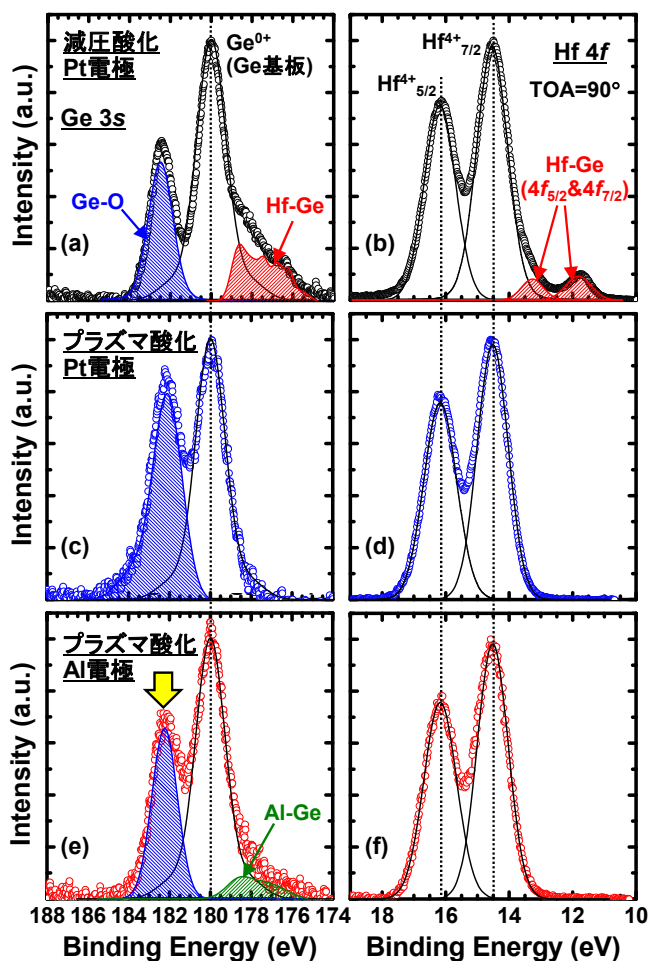 減圧酸化
Pt電極
Ge 3s
Ge-O
Ge⁰⁺
(Ge基板)
Hf-Ge
(a)
Intensity (a.u.)
Hf⁴⁺₅/₂
Hf⁴⁺₇/₂
Hf 4f
TOA=90°
Hf-Ge
(4f₅/₂&4f₇/₂)
(b)
プラズマ酸化
Pt電極
(c)
Intensity (a.u.)
(d)
プラズマ酸化
Al電極
Al-Ge
(e)
Intensity (a.u.)
(f)
188 186 184 182 180 178 176 174
18 16 14 12 10
Binding Energy (eV)
Binding Energy (eV)